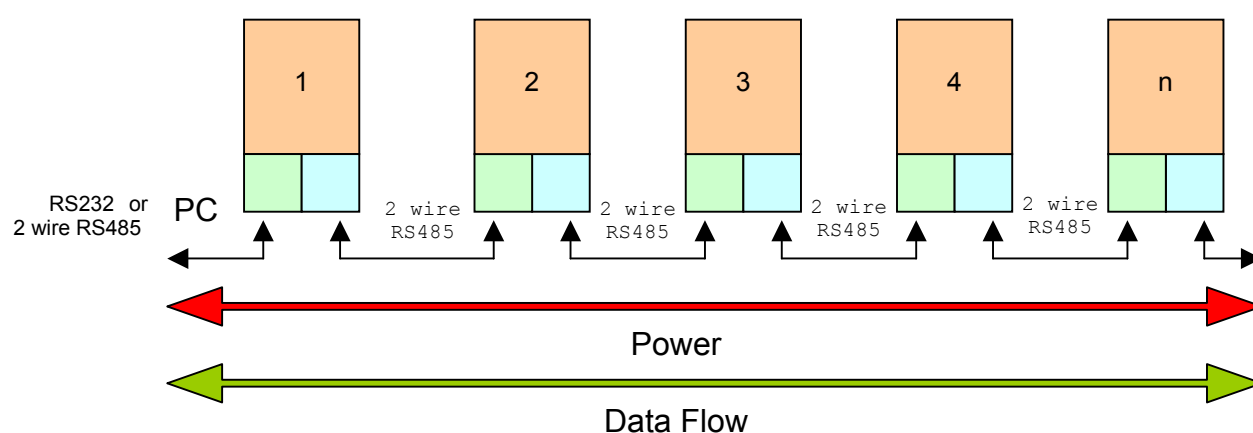 1
2
3
4
n
RS232 or
2 wire RS485
PC
2 wire
RS485
2 wire
RS485
2 wire
RS485
2 wire
RS485
Power
Data Flow